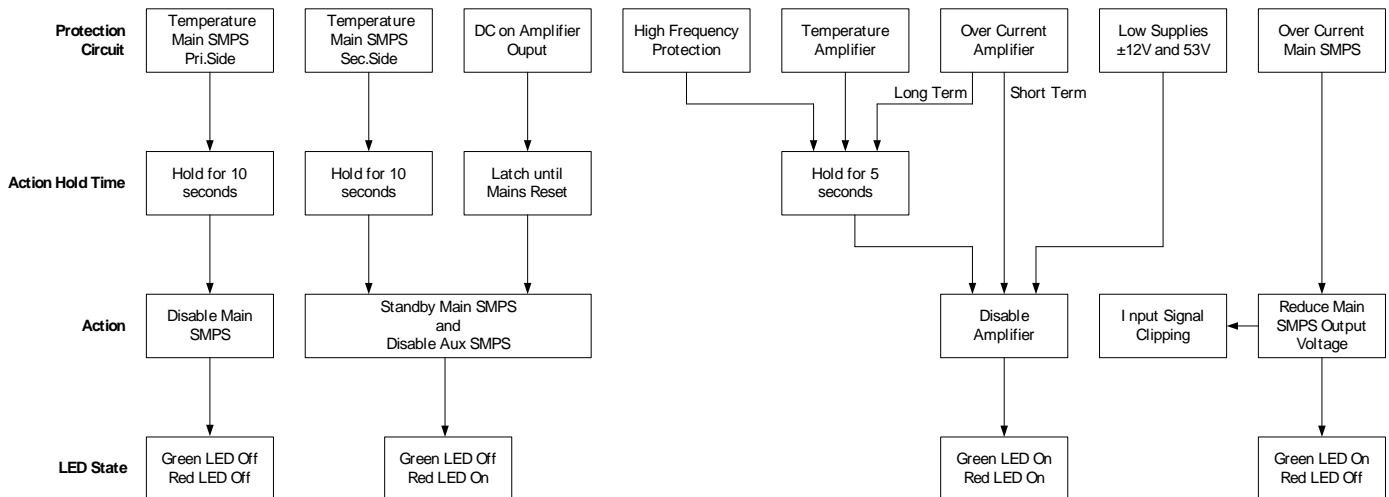 Protection
Circuit
Temperature
Main SMPS
Pri.Side
Temperature
Main SMPS
Sec.Side
DC on Amplifier
Ouput
High Frequency
Protection
Temperature
Amplifier
Over Current
Amplifier
Low Supplies
±12V and 53V
Over Current
Main SMPS
Long Term
Short Term
Action Hold Time
Hold for 10
seconds
Hold for 10
seconds
Latch until
Mains Reset
Hold for 5
seconds
Action
Disable Main
SMPS
Standby Main SMPS
and
Disable Aux SMPS
Disable
Amplifier
Input Signal
Clipping
Reduce Main
SMPS Output
Voltage
LED State
Green LED Off
Red LED Off
Green LED Off
Red LED On
Green LED On
Red LED On
Green LED On
Red LED Off